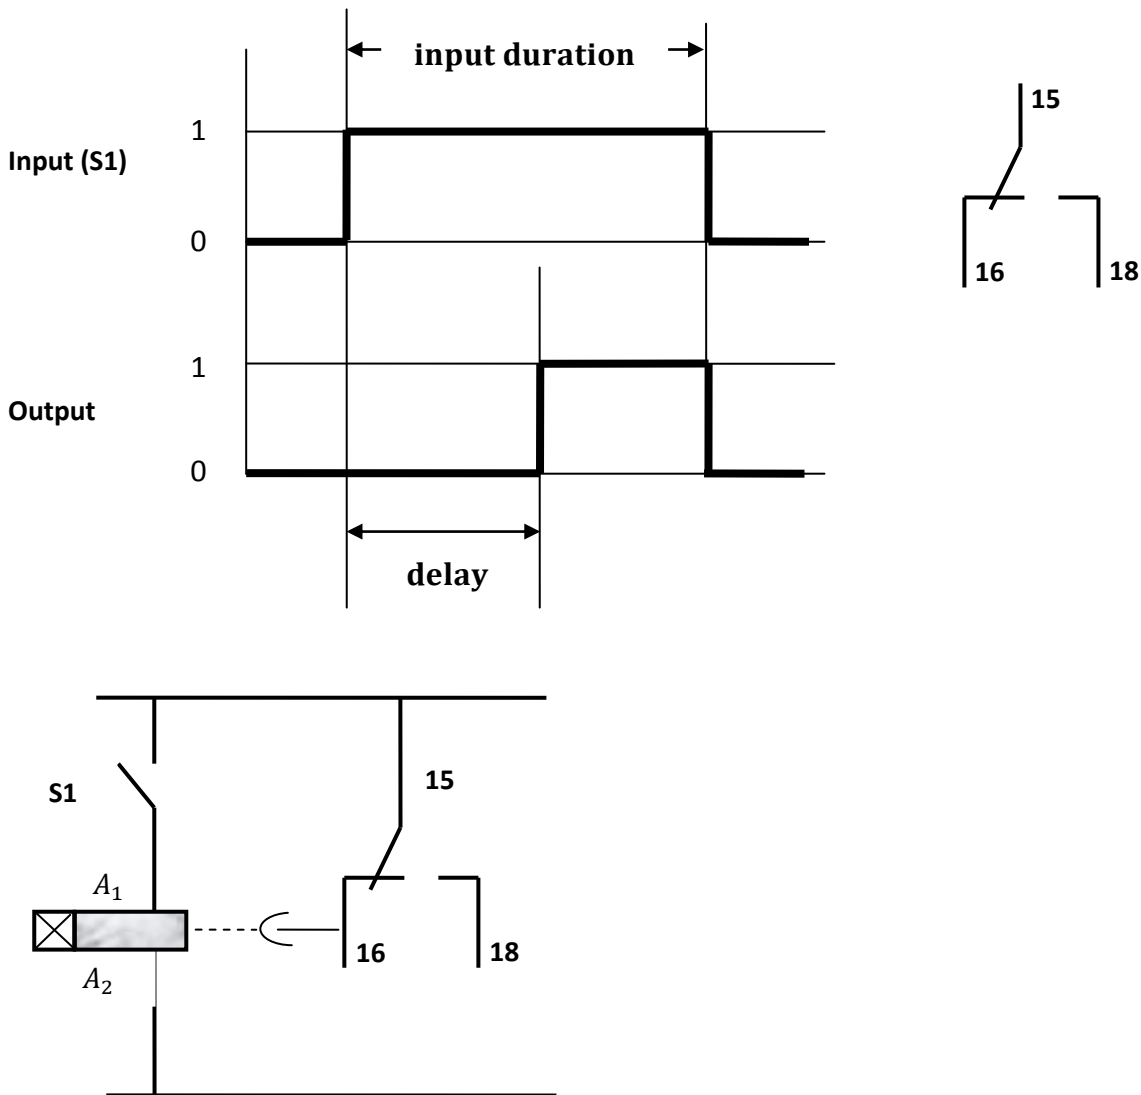 input duration
15
1
Input (S1)
0
16
18
1
Output
0
delay
15
S1
A₁
16
18
A₂